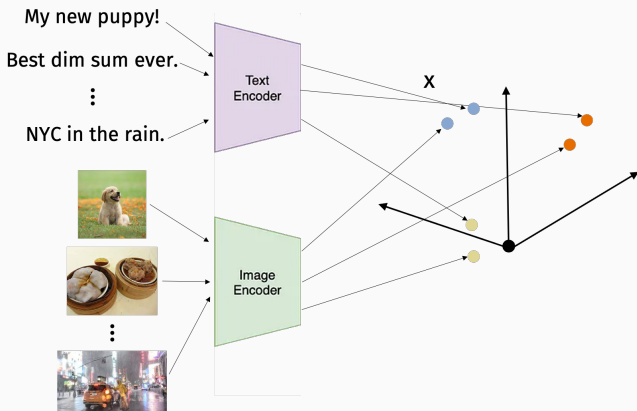 My new puppy!
Best dim sum ever.
NYC in the rain.
Text
Encoder
X
Image
Encoder